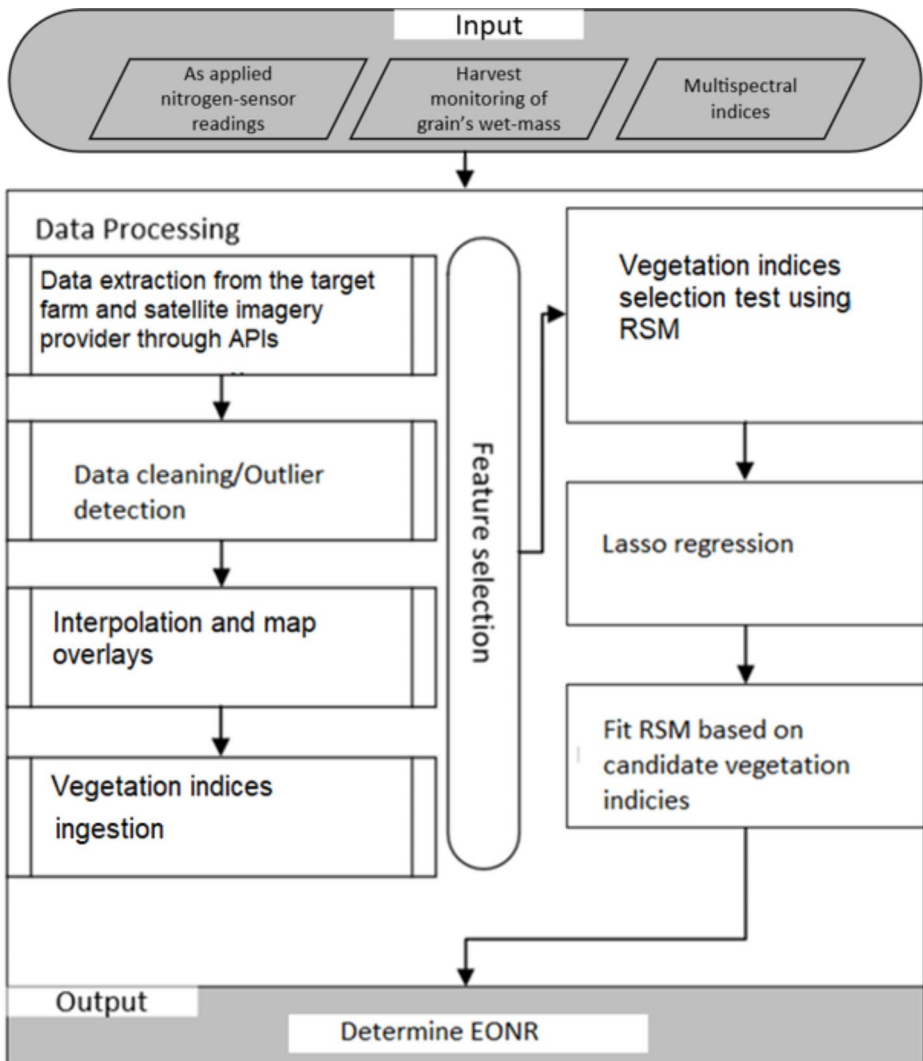 Input
As applied
nitrogen-sensor
readings
Harvest
monitoring of
grain's wet-mass
Multispectral
indices
Data Processing
Data extraction from the target
farm and satellite imagery
provider through APIs
Data cleaning/Outlier
detection
Interpolation and map
overlays
Vegetation indices
ingestion
Feature selection
Vegetation indices
selection test using
RSM
Lasso regression
Fit RSM based on
candidate vegetation
indicies
Output
Determine EONR